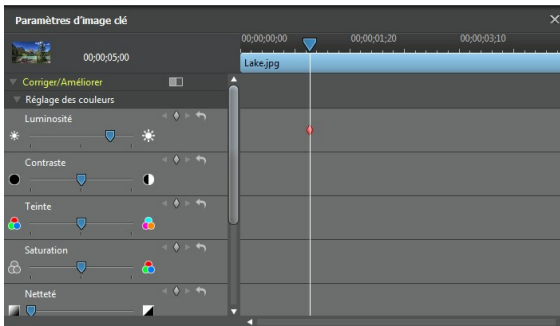 Paramètres d'image clé
00;00;05;00
00;00;00;00 00;00;01;20 00;00;03;10
Lake.jpg
Corriger/Améliorer
Réglage des couleurs
Luminosité
Contraste
Teinte
Saturation
Netteté